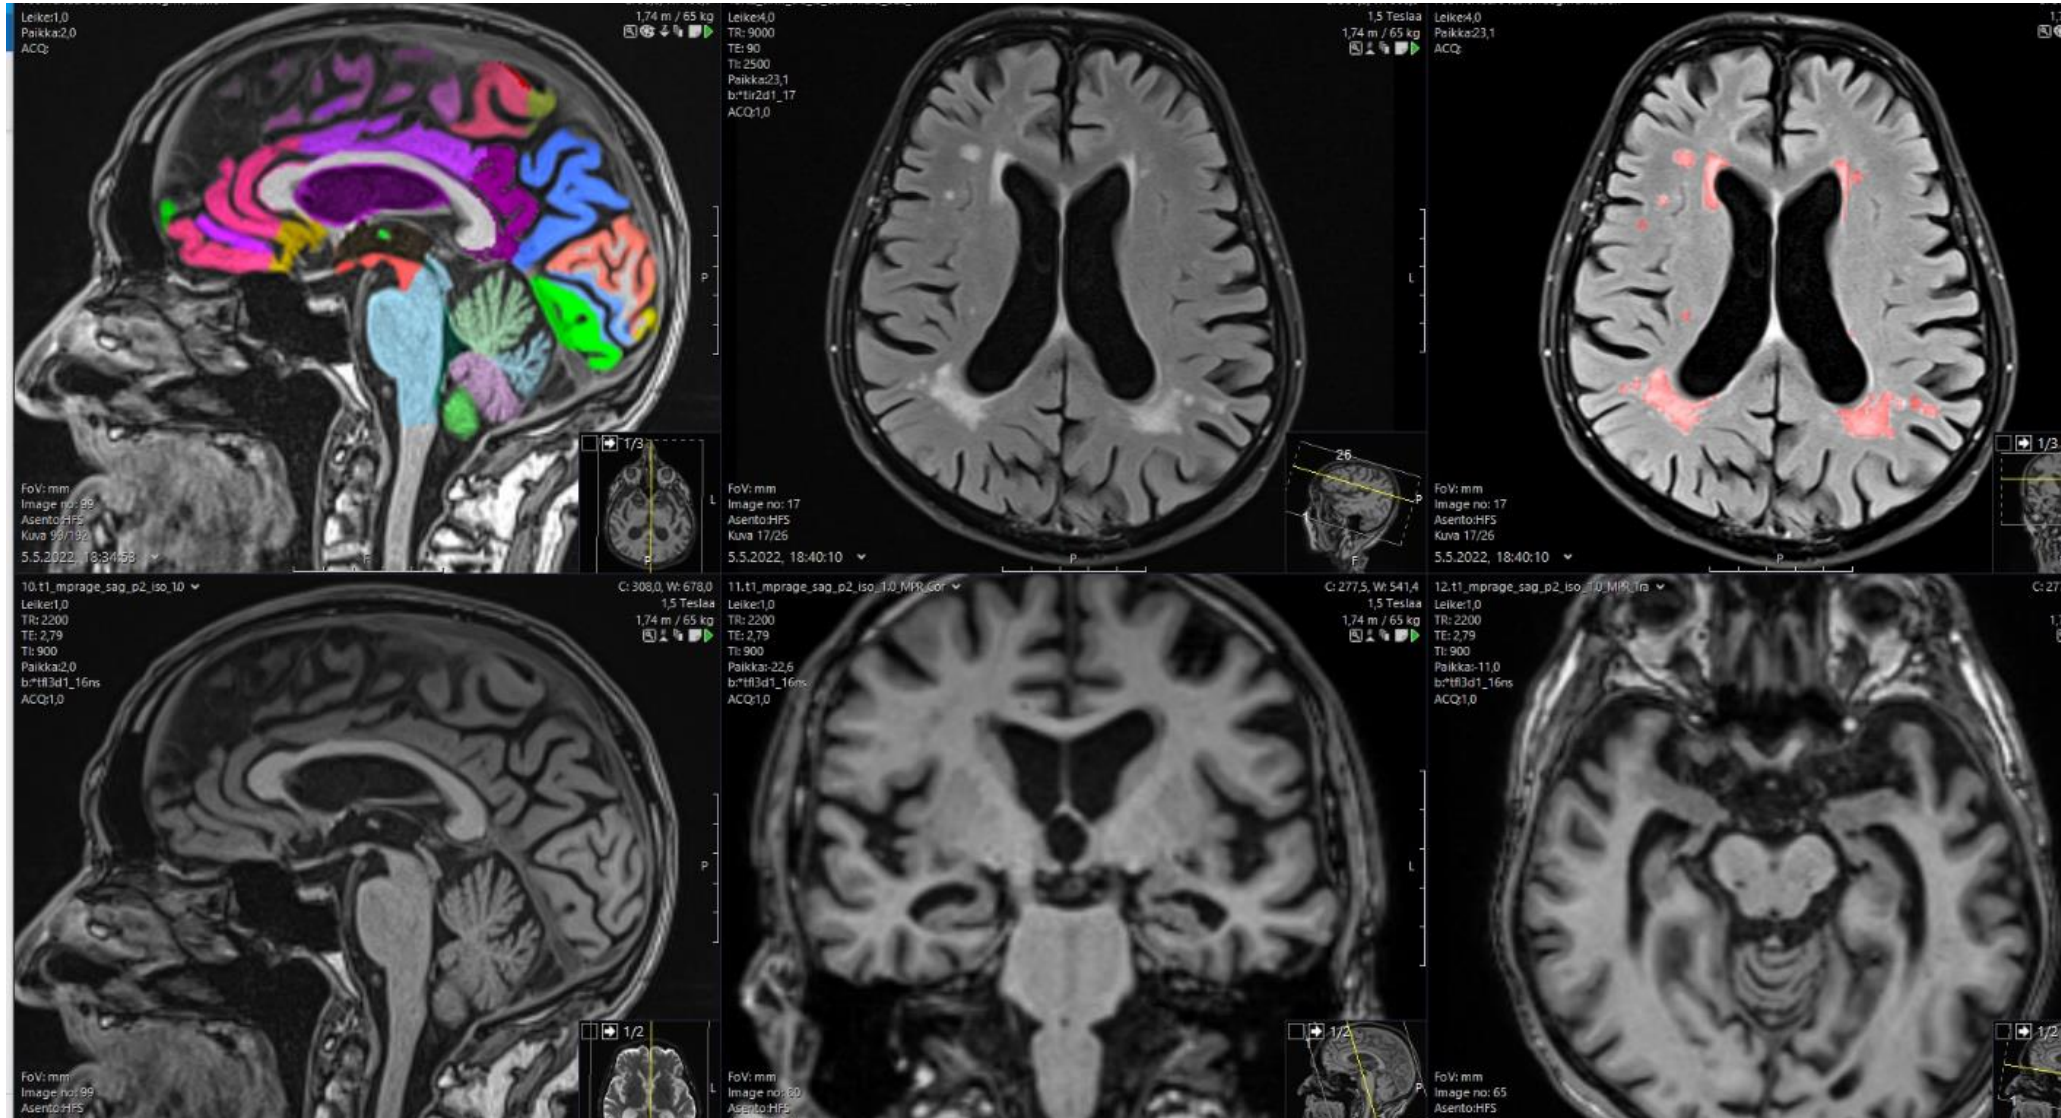 Leike:1,0
Paikka:2,0
ACQ:
1,74 m / 65 kg
P
1/3
L
P
FoV: mm
Image no: 99
Asento:HFS
Kuva 99/192
5.5.2022, 18:34:53
F
Leike:4,0
TR: 9000
TE: 90
TI: 2500
Paikka:23,1
b:*tir2d1_17
ACQ:1,0
1,5 Teslaa
1,74 m / 65 kg
L
26
P
F
FoV: mm
Image no: 17
Asento:HFS
Kuva 17/26
5.5.2022, 18:40:10
P
Leike:4,0
Paikka:23,1
ACQ:
1/3
FoV: mm
Image no: 17
Asento:HFS
Kuva 17/26
5.5.2022, 18:40:10
P
10.t1_mprage_sag_p2_iso_1.0
C: 308,0, W: 678,0
Leike:1,0
1,5 Teslaa
TR: 2200
1,74 m / 65 kg
TE: 2,79
TI: 900
Paikka:2,0
b:*tfl3d1_16ns
ACQ:1,0
P
1/2
L
FoV: mm
Image no: 99
Asento:HFS
11.t1_mprage_sag_p2_iso_1.0_MPR_Cor
C: 277,5, W: 541,4
Leike:1,0
1,5 Teslaa
TR: 2200
1,74 m / 65 kg
TE: 2,79
TI: 900
Paikka:-22,6
b:*tfl3d1_16ns
ACQ:1,0
L
1/2
P
FoV: mm
Image no: 60
Asento:HFS
12.t1_mprage_sag_p2_iso_1.0_MPR_Tra
C: 27
Leike:1,0
TR: 2200
TE: 2,79
TI: 900
Paikka:-11,0
b:*tfl3d1_16ns
ACQ:1,0
1/2
FoV: mm
Image no: 65
Asento:HFS